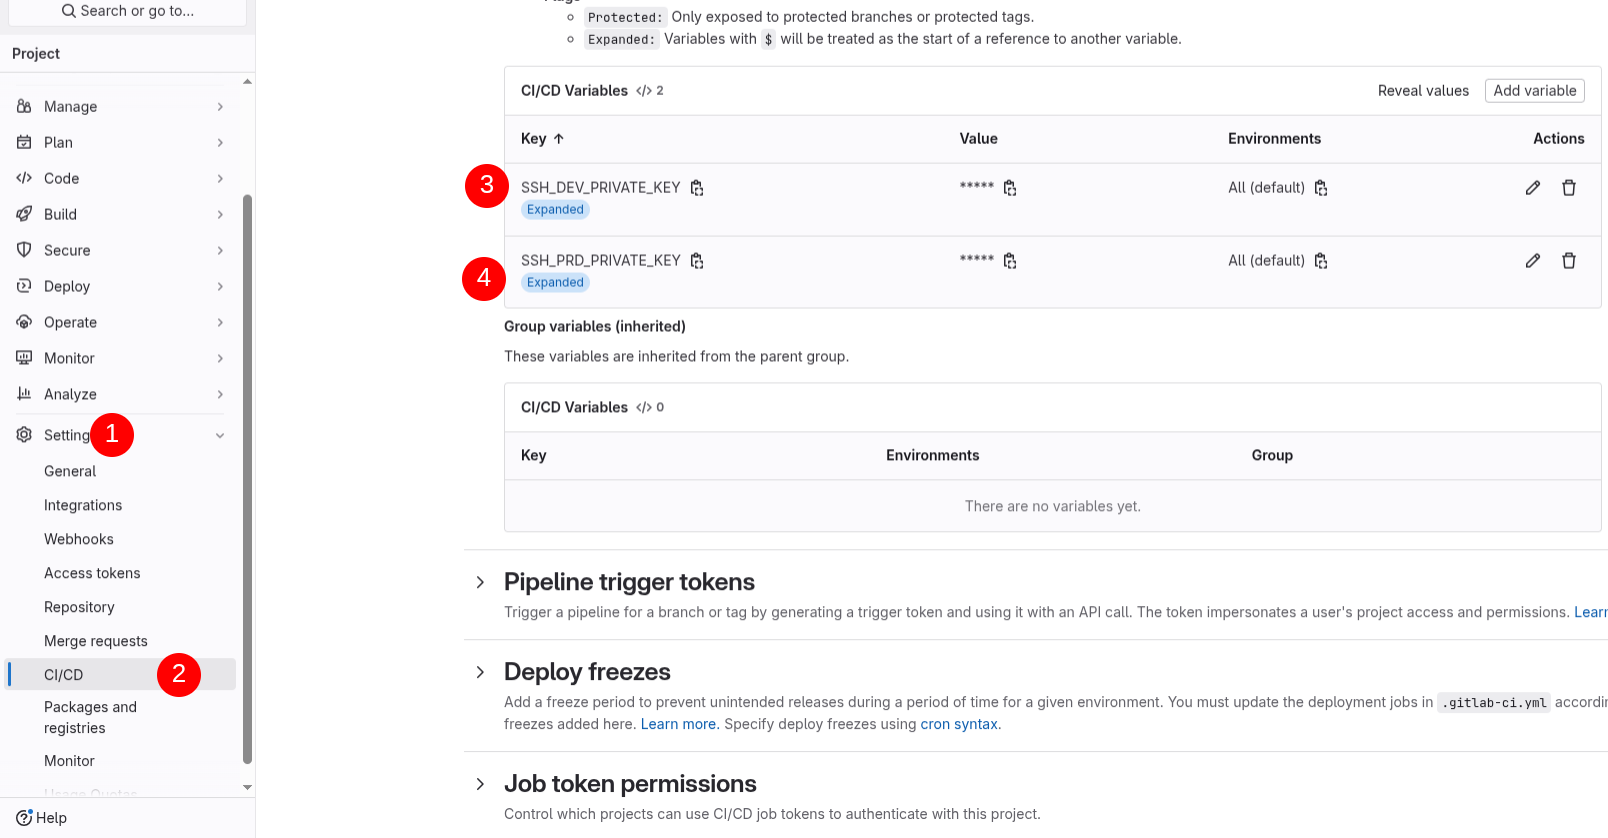 Search or go to...
Project
Manage
Plan
Code
Build
Secure
Deploy
Operate
Monitor
Analyze
Setting
1
General
Integrations
Webhooks
Access tokens
Repository
Merge requests
CI/CD
2
Packages and
registries
Monitor
Usage Quotas
Help
Protected: Only exposed to protected branches or protected tags.
Expanded: Variables with $ will be treated as the start of a reference to another variable.
CI/CD Variables </> 2
Reveal values
Add variable
Key ↑ Value Environments Actions
3
SSH_DEV_PRIVATE_KEY ***** All (default)
Expanded
4
SSH_PRD_PRIVATE_KEY ***** All (default)
Expanded
Group variables (inherited)
These variables are inherited from the parent group.
CI/CD Variables </> 0
Key Environments Group
There are no variables yet.
Pipeline trigger tokens
Trigger a pipeline for a branch or tag by generating a trigger token and using it with an API call. The token impersonates a user's project access and permissions. Lear
Deploy freezes
Add a freeze period to prevent unintended releases during a period of time for a given environment. You must update the deployment jobs in .gitlab-ci.yml accordi
freezes added here. Learn more. Specify deploy freezes using cron syntax.
Job token permissions
Control which projects can use CI/CD job tokens to authenticate with this project.